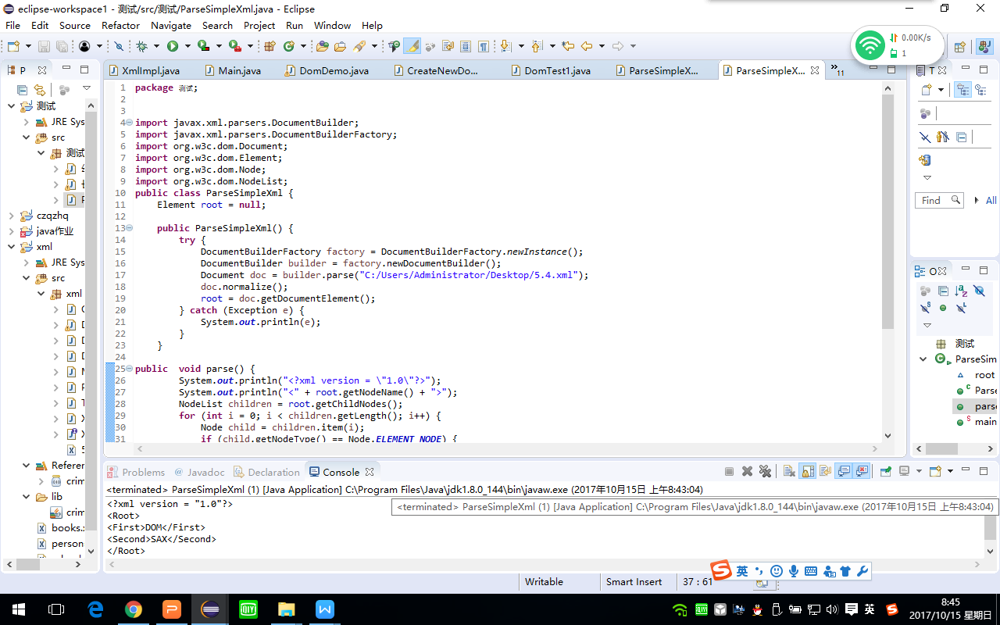 eclipse-workspace1 - 测试/src/测试/ParseSimpleXml.java - Eclipse
File Edit Source Refactor Navigate Search Project Run Window Help
0.00K/s
1
P
XmlImpl.java Main.java DomDemo.java CreateNewDo... DomTest1.java ParseSimpleX... ParseSimpleX... »11
T
测试
JRE Sys
src
测试
czqzhq
java作业
xml
JRE Sys
src
xml
Referer
crim
lib
crim
books.
person
1 package 测试;
2
3
4 import javax.xml.parsers.DocumentBuilder;
5 import javax.xml.parsers.DocumentBuilderFactory;
6 import org.w3c.dom.Document;
7 import org.w3c.dom.Element;
8 import org.w3c.dom.Node;
9 import org.w3c.dom.NodeList;
10 public class ParseSimpleXml {
11 Element root = null;
12
13 public ParseSimpleXml() {
14 try {
15 DocumentBuilderFactory factory = DocumentBuilderFactory.newInstance();
16 DocumentBuilder builder = factory.newDocumentBuilder();
17 Document doc = builder.parse("C:/Users/Administrator/Desktop/5.4.xml");
18 doc.normalize();
19 root = doc.getDocumentElement();
20 } catch (Exception e) {
21 System.out.println(e);
22 }
23 }
24
25 public void parse() {
26 System.out.println("<?xml version = \"1.0\"?>");
27 System.out.println("<" + root.getNodeName() + ">");
28 NodeList children = root.getChildNodes();
29 for (int i = 0; i < children.getLength(); i++) {
30 Node child = children.item(i);
31 if (child.getNodeType() == Node.ELEMENT_NODE) {
Find All
O
测试
ParseSim
root
Parse
parse
main
Problems @ Javadoc Declaration Console
<terminated> ParseSimpleXml (1) [Java Application] C:\Program Files\Java\jdk1.8.0_144\bin\javaw.exe (2017年10月15日 上午8:43:04)
<terminated> ParseSimpleXml (1) [Java Application] C:\Program Files\Java\jdk1.8.0_144\bin\javaw.exe (2017年10月15日 上午8:43:04)
<?xml version = "1.0"?>
<Root>
<First>DOM</First>
<Second>SAX</Second>
</Root>
英
Writable Smart Insert 37 : 61
英
8:45
2017/10/15 星期日